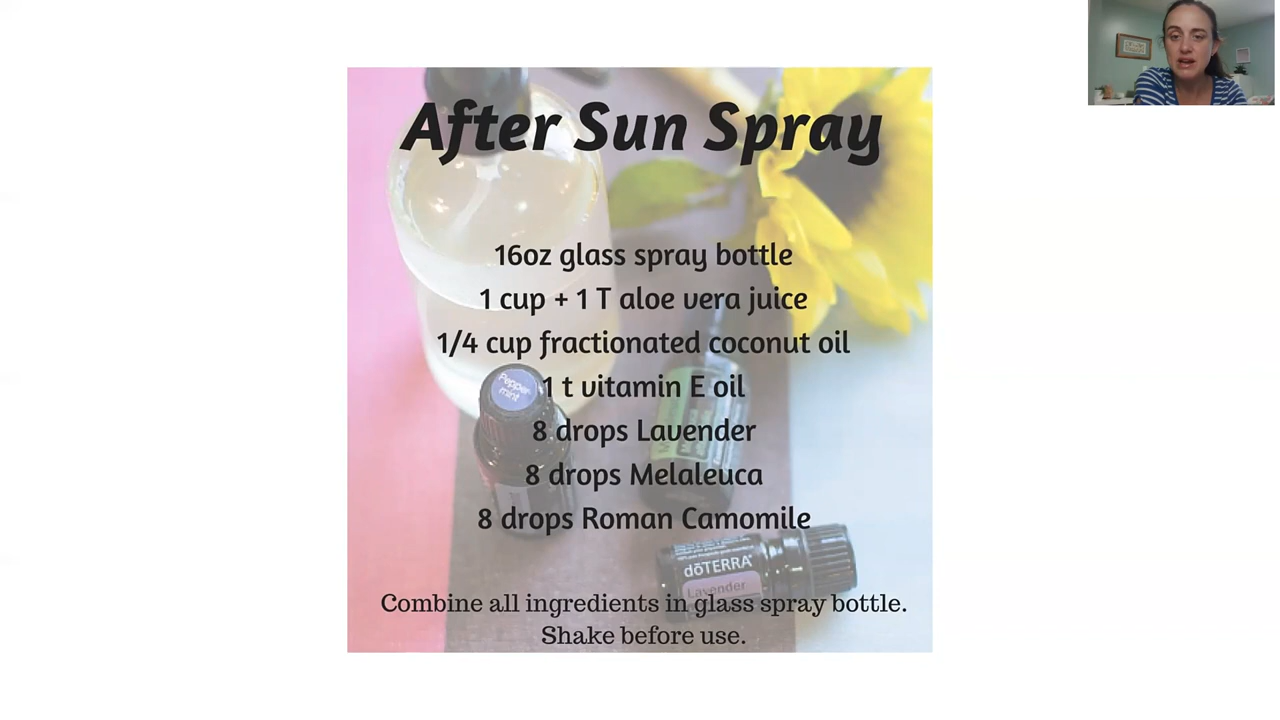 After Sun Spray
16oz glass spray bottle
1 cup + 1 T aloe vera juice
1/4 cup fractionated coconut oil
1 t vitamin E oil
8 drops Lavender
8 drops Melaleuca
8 drops Roman Camomile
Pepper
mint
dōTERRA
Lavender
Combine all ingredients in glass spray bottle.
Shake before use.